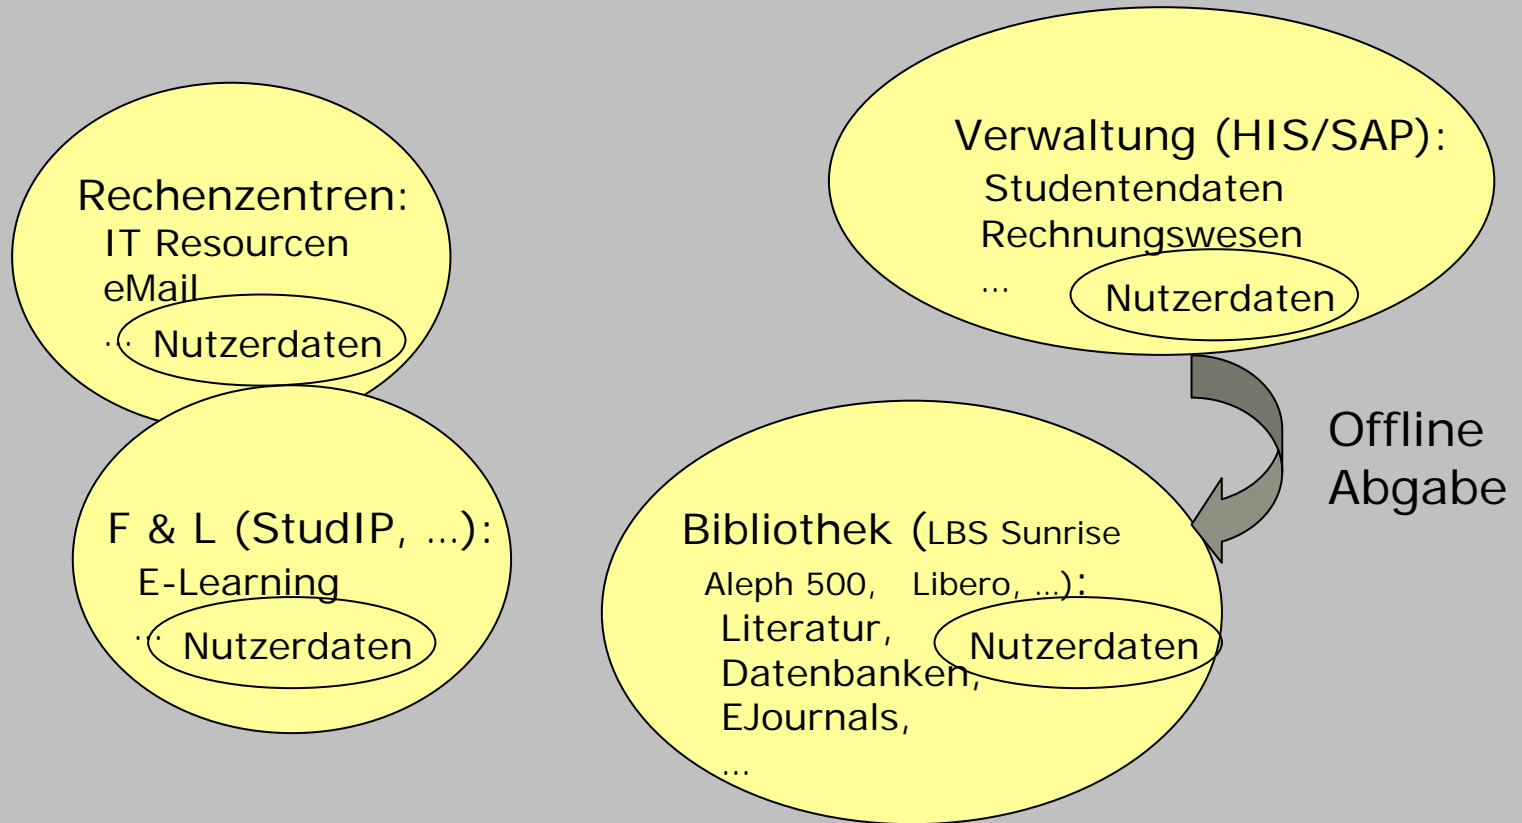 Rechenzentren:
IT Resourcen
eMail
... Nutzerdaten
F & L (StudIP, ...):
E-Learning
... Nutzerdaten
Verwaltung (HIS/SAP):
Studentendaten
Rechnungswesen
... Nutzerdaten
Offline
Abgabe
Bibliothek (LBS Sunrise
Aleph 500, Libero, ...):
Literatur, Nutzerdaten
Datenbanken,
EJournals,
...